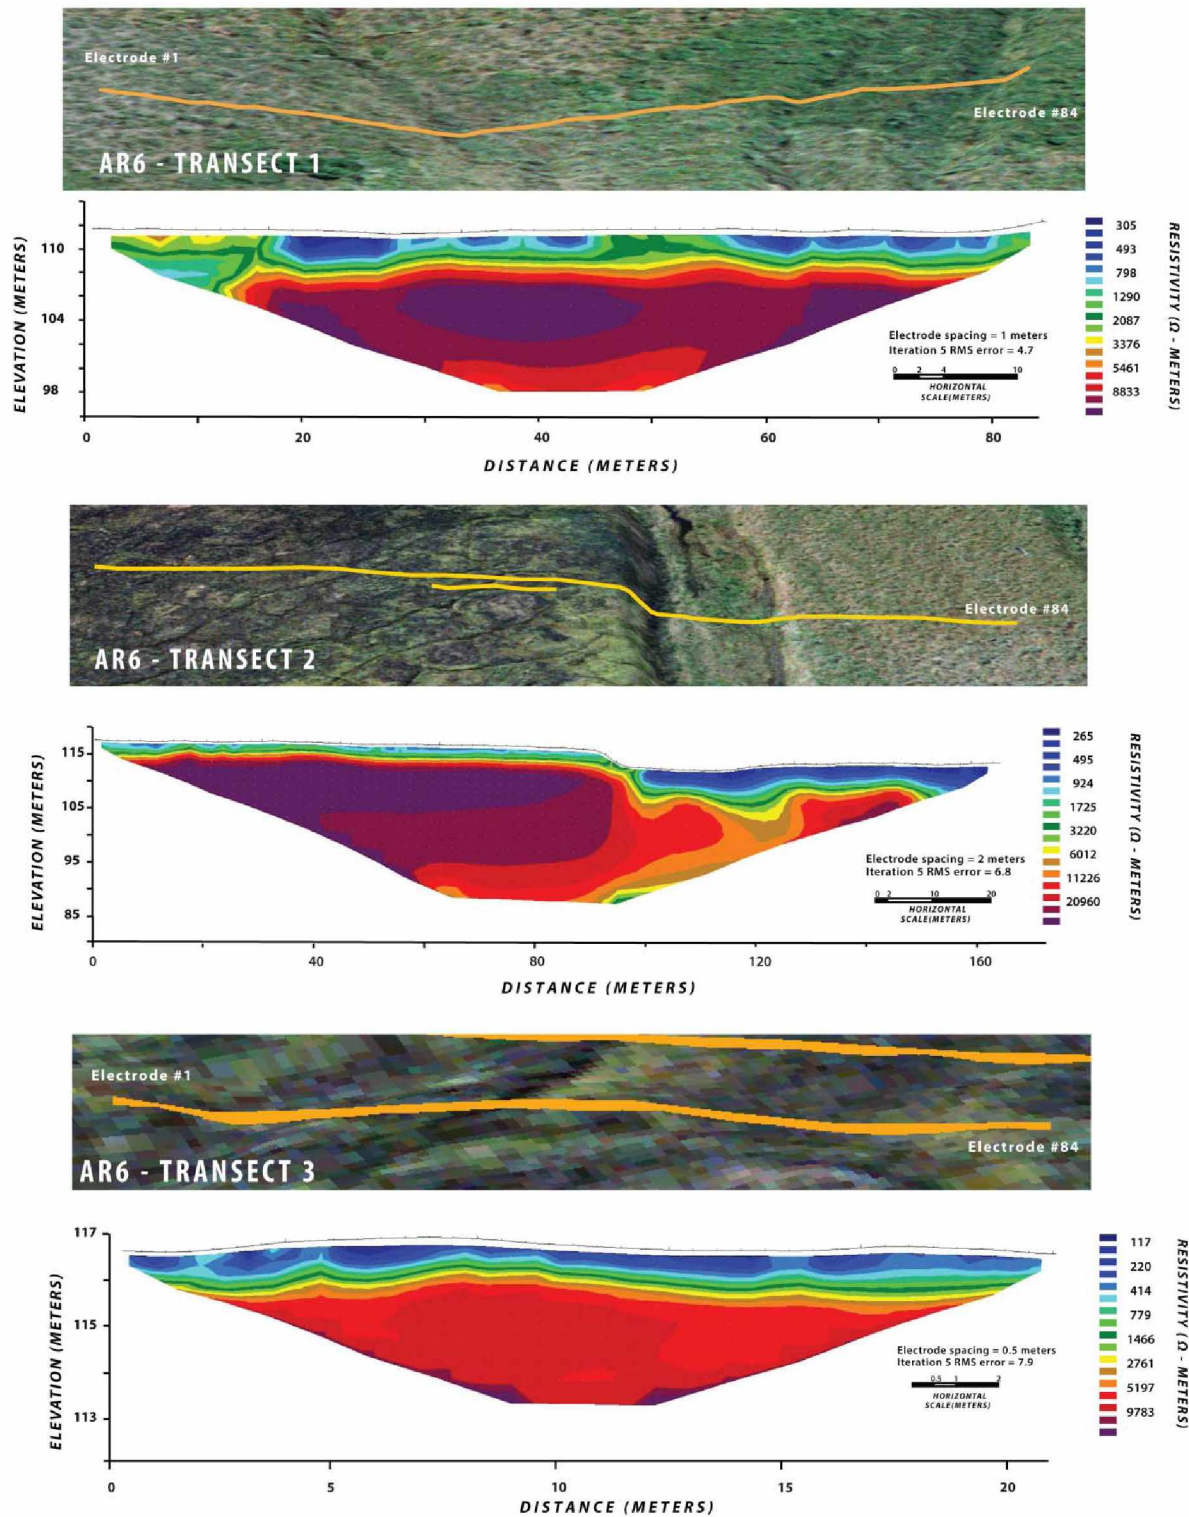 Electrode #1
Electrode #84
AR6 - TRANSECT 1
ELEVATION (METERS)
110
104
98
0
20
40
60
80
DISTANCE (METERS)
Electrode spacing = 1 meters
Iteration 5 RMS error = 4.7
0 2 4 10
HORIZONTAL
SCALE(METERS)
305
493
798
1290
2087
3376
5461
8833
RESISTIVITY (Ω - METERS)
Electrode #84
AR6 - TRANSECT 2
ELEVATION (METERS)
115
105
95
85
0
40
80
120
160
DISTANCE (METERS)
Electrode spacing = 2 meters
Iteration 5 RMS error = 6.8
0 2 10 20
HORIZONTAL
SCALE(METERS)
265
495
924
1725
3220
6012
11226
20960
RESISTIVITY (Ω - METERS)
Electrode #1
Electrode #84
AR6 - TRANSECT 3
ELEVATION (METERS)
117
115
113
0
5
10
15
20
DISTANCE (METERS)
Electrode spacing = 0.5 meters
Iteration 5 RMS error = 7.9
0.5 1 2
HORIZONTAL
SCALE(METERS)
117
220
414
779
1466
2761
5197
9783
RESISTIVITY (Ω - METERS)